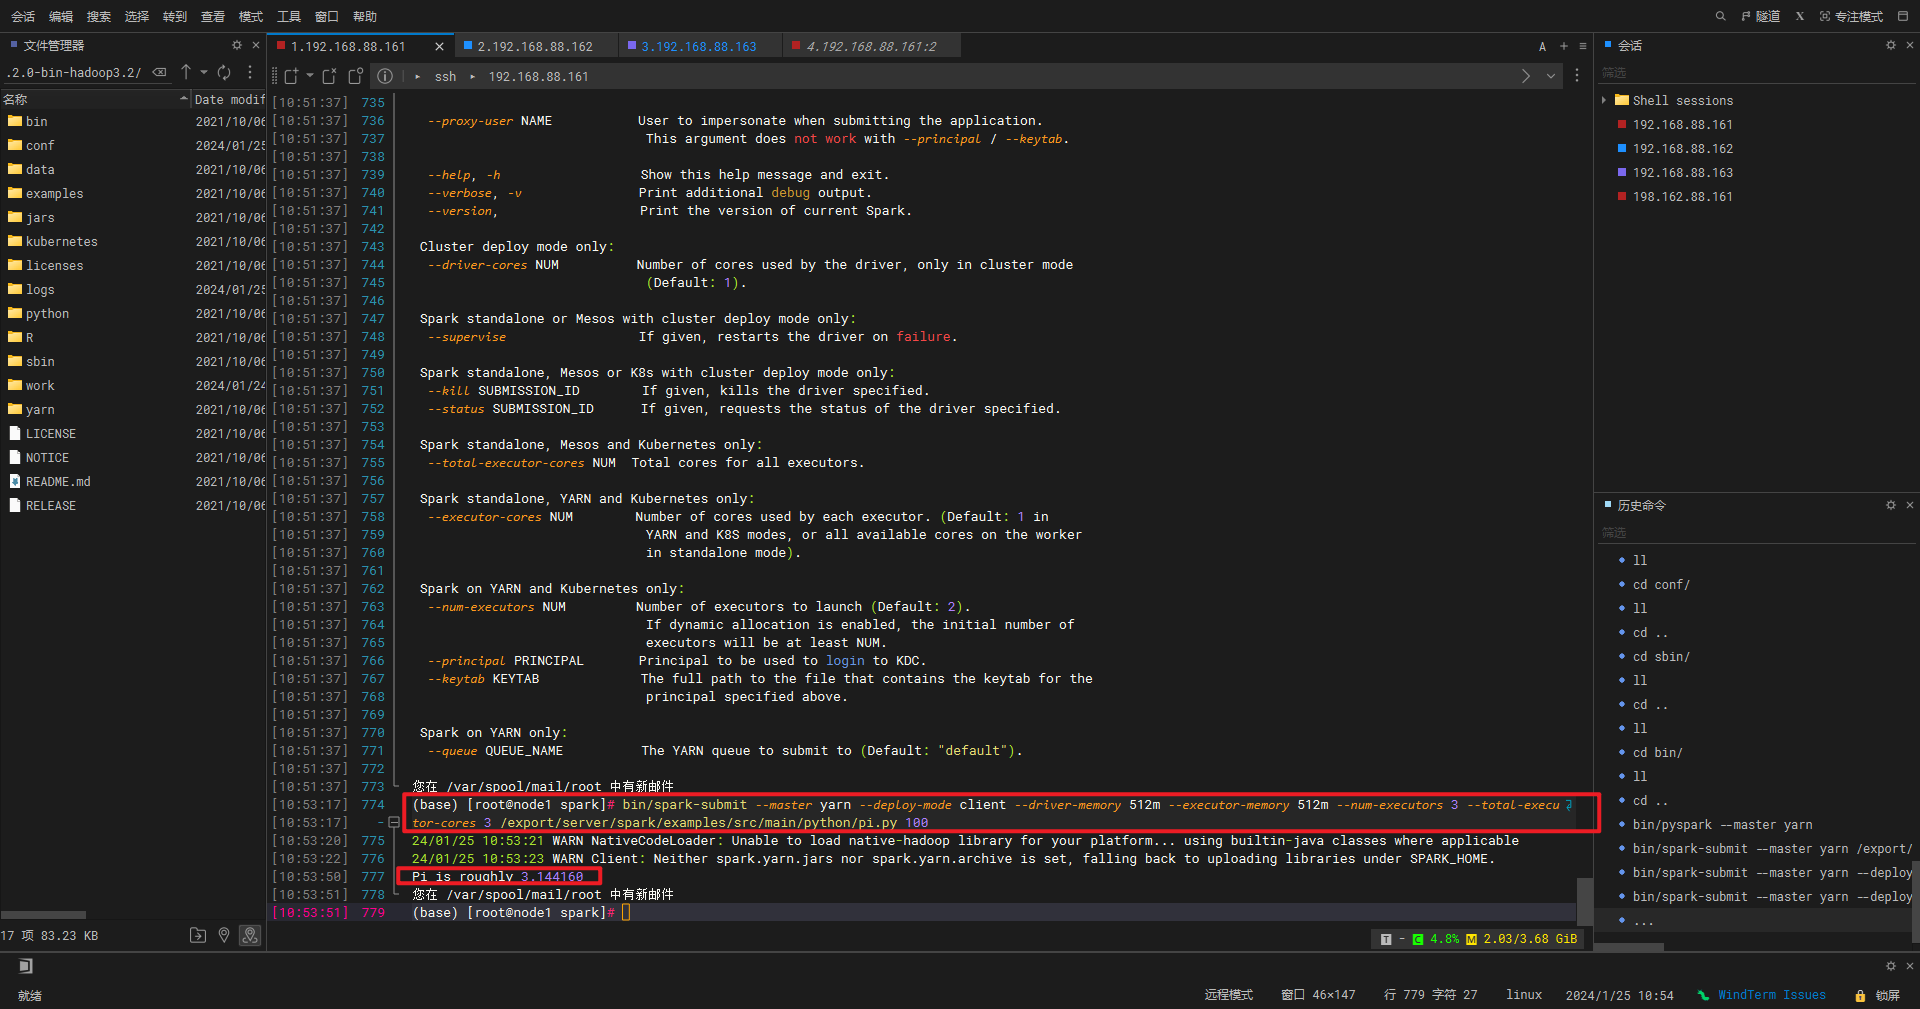 会话 编辑 搜索 选择 转到 查看 模式 工具 窗口 帮助
隧道 X 专注模式
文件管理器
.2.0-bin-hadoop3.2/
名称 Date modif
bin 2021/10/06
conf 2024/01/25
data 2021/10/06
examples 2021/10/06
jars 2021/10/06
kubernetes 2021/10/06
licenses 2021/10/06
logs 2024/01/25
python 2021/10/06
R 2021/10/06
sbin 2021/10/06
work 2024/01/24
yarn 2021/10/06
LICENSE 2021/10/06
NOTICE 2021/10/06
README.md 2021/10/06
RELEASE 2021/10/06
17 项 83.23 KB
1.192.168.88.161 2.192.168.88.162 3.192.168.88.163 4.192.168.88.161:2
A
ssh 192.168.88.161
[10:51:37] 735
[10:51:37] 736 --proxy-user NAME User to impersonate when submitting the application.
[10:51:37] 737 This argument does not work with --principal / --keytab.
[10:51:37] 738
[10:51:37] 739 --help, -h Show this help message and exit.
[10:51:37] 740 --verbose, -v Print additional debug output.
[10:51:37] 741 --version, Print the version of current Spark.
[10:51:37] 742
[10:51:37] 743 Cluster deploy mode only:
[10:51:37] 744 --driver-cores NUM Number of cores used by the driver, only in cluster mode
[10:51:37] 745 (Default: 1).
[10:51:37] 746
[10:51:37] 747 Spark standalone or Mesos with cluster deploy mode only:
[10:51:37] 748 --supervise If given, restarts the driver on failure.
[10:51:37] 749
[10:51:37] 750 Spark standalone, Mesos or K8s with cluster deploy mode only:
[10:51:37] 751 --kill SUBMISSION_ID If given, kills the driver specified.
[10:51:37] 752 --status SUBMISSION_ID If given, requests the status of the driver specified.
[10:51:37] 753
[10:51:37] 754 Spark standalone, Mesos and Kubernetes only:
[10:51:37] 755 --total-executor-cores NUM Total cores for all executors.
[10:51:37] 756
[10:51:37] 757 Spark standalone, YARN and Kubernetes only:
[10:51:37] 758 --executor-cores NUM Number of cores used by each executor. (Default: 1 in
[10:51:37] 759 YARN and K8S modes, or all available cores on the worker
[10:51:37] 760 in standalone mode).
[10:51:37] 761
[10:51:37] 762 Spark on YARN and Kubernetes only:
[10:51:37] 763 --num-executors NUM Number of executors to launch (Default: 2).
[10:51:37] 764 If dynamic allocation is enabled, the initial number of
[10:51:37] 765 executors will be at least NUM.
[10:51:37] 766 --principal PRINCIPAL Principal to be used to login to KDC.
[10:51:37] 767 --keytab KEYTAB The full path to the file that contains the keytab for the
[10:51:37] 768 principal specified above.
[10:51:37] 769
[10:51:37] 770 Spark on YARN only:
[10:51:37] 771 --queue QUEUE_NAME The YARN queue to submit to (Default: "default").
[10:51:37] 772
[10:51:37] 773 您在 /var/spool/mail/root 中有新邮件
[10:53:17] 774 (base) [root@node1 spark]# bin/spark-submit --master yarn --deploy-mode client --driver-memory 512m --executor-memory 512m --num-executors 3 --total-execu
[10:53:17] - tor-cores 3 /export/server/spark/examples/src/main/python/pi.py 100
[10:53:20] 775 24/01/25 10:53:21 WARN NativeCodeLoader: Unable to load native-hadoop library for your platform... using builtin-java classes where applicable
[10:53:22] 776 24/01/25 10:53:23 WARN Client: Neither spark.yarn.jars nor spark.yarn.archive is set, falling back to uploading libraries under SPARK_HOME.
[10:53:50] 777 Pi is roughly 3.144160
[10:53:51] 778 您在 /var/spool/mail/root 中有新邮件
[10:53:51] 779 (base) [root@node1 spark]#
T - C 4.8% M 2.03/3.68 GiB
会话
筛选
Shell sessions
192.168.88.161
192.168.88.162
192.168.88.163
198.162.88.161
历史命令
筛选
ll
cd conf/
ll
cd ..
cd sbin/
ll
cd ..
ll
cd bin/
ll
cd ..
bin/pyspark --master yarn
bin/spark-submit --master yarn /export/
bin/spark-submit --master yarn --deploy
bin/spark-submit --master yarn --deploy
...
就绪 远程模式 窗口 46×147 行 779 字符 27 linux 2024/1/25 10:54 WindTerm Issues 锁屏